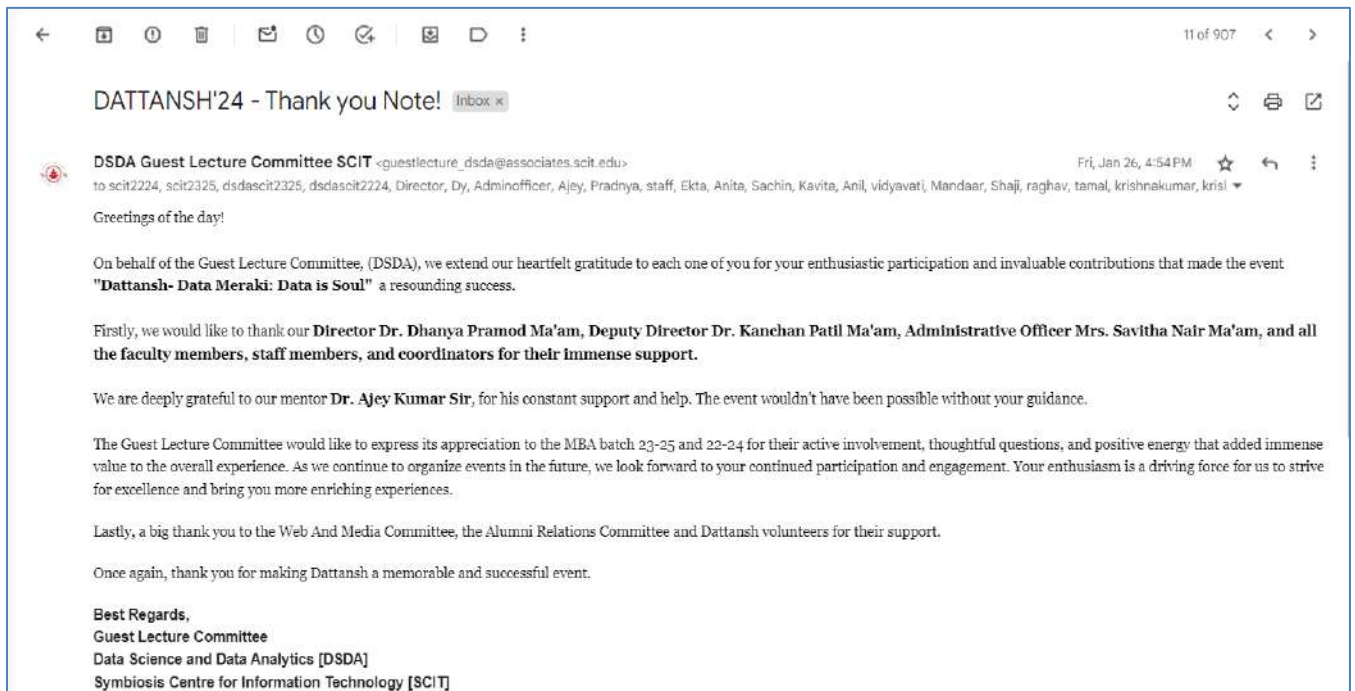 11 of 907
DATTANSH'24 - Thank you Note! Inbox ×
DSDA Guest Lecture Committee SCIT <guestlecture_dsda@associates.scit.edu>
Fri, Jan 26, 4:54 PM
to scit2224, scit2325, dsdascit2325, dsdascit2224, Director, Dy, Adminofficer, Ajey, Pradnya, staff, Ekta, Anita, Sachin, Kavita, Anil, vidyavati, Mandaar, Shaji, raghav, tamal, krishnakumar, krisl
Greetings of the day!
On behalf of the Guest Lecture Committee, (DSDA), we extend our heartfelt gratitude to each one of you for your enthusiastic participation and invaluable contributions that made the event
"Dattansh- Data Meraki: Data is Soul" a resounding success.
Firstly, we would like to thank our Director Dr. Dhanya Pramod Ma'am, Deputy Director Dr. Kanchan Patil Ma'am, Administrative Officer Mrs. Savitha Nair Ma'am, and all
the faculty members, staff members, and coordinators for their immense support.
We are deeply grateful to our mentor Dr. Ajey Kumar Sir, for his constant support and help. The event wouldn't have been possible without your guidance.
The Guest Lecture Committee would like to express its appreciation to the MBA batch 23-25 and 22-24 for their active involvement, thoughtful questions, and positive energy that added immense
value to the overall experience. As we continue to organize events in the future, we look forward to your continued participation and engagement. Your enthusiasm is a driving force for us to strive
for excellence and bring you more enriching experiences.
Lastly, a big thank you to the Web And Media Committee, the Alumni Relations Committee and Dattansh volunteers for their support.
Once again, thank you for making Dattansh a memorable and successful event.
Best Regards,
Guest Lecture Committee
Data Science and Data Analytics [DSDA]
Symbiosis Centre for Information Technology [SCIT]